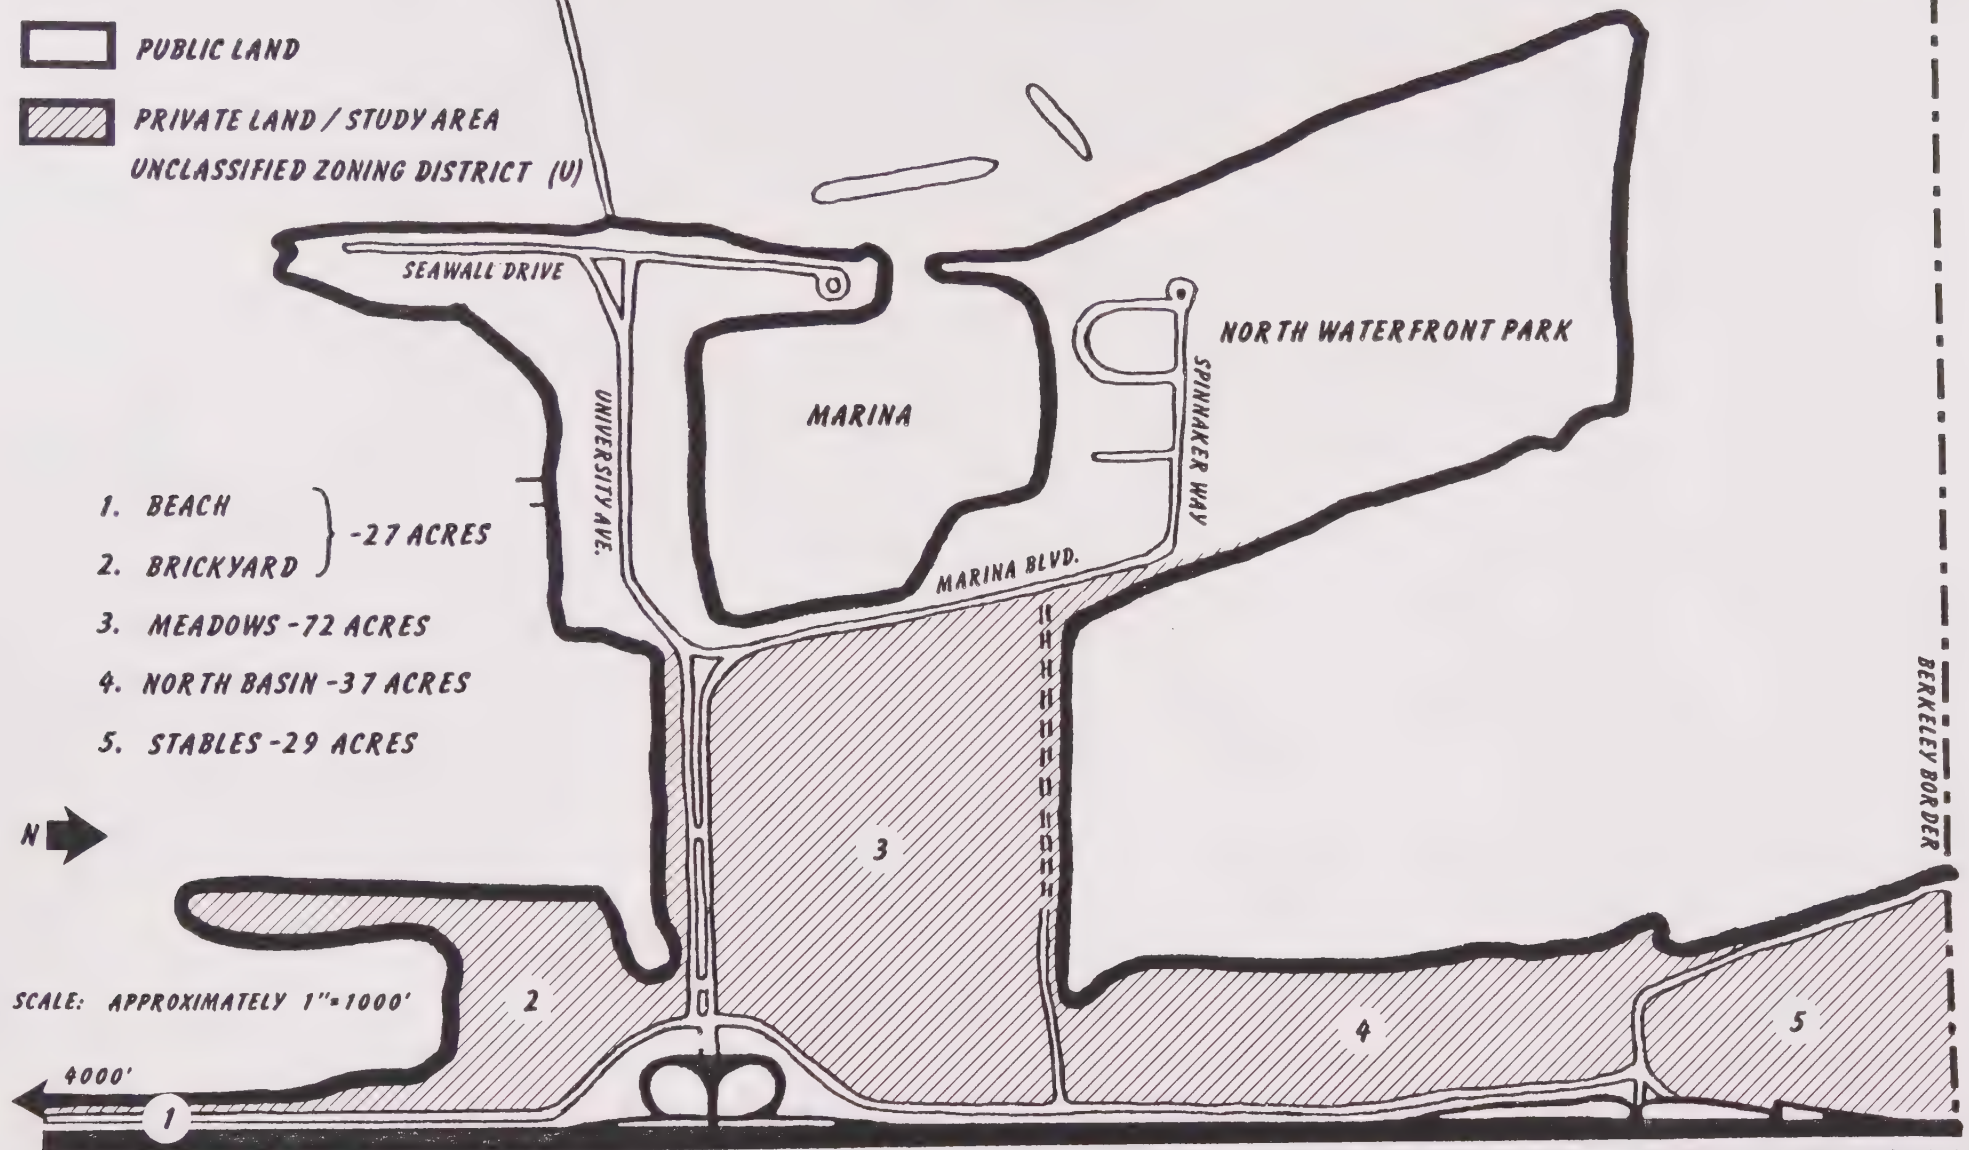 PUBLIC LAND
PRIVATE LAND / STUDY AREA
UNCLASSIFIED ZONING DISTRICT (U)
SEAWALL DRIVE
NORTH WATERFRONT PARK
MARINA
UNIVERSITY AVE.
SPINNAKER WAY
MARINA BLVD.
1. BEACH
2. BRICKYARD
-27 ACRES
3. MEADOWS -72 ACRES
4. NORTH BASIN -37 ACRES
5. STABLES -29 ACRES
BERKELEY BORDER
N
3
2
4
5
SCALE: APPROXIMATELY 1"=1000'
4000'
1